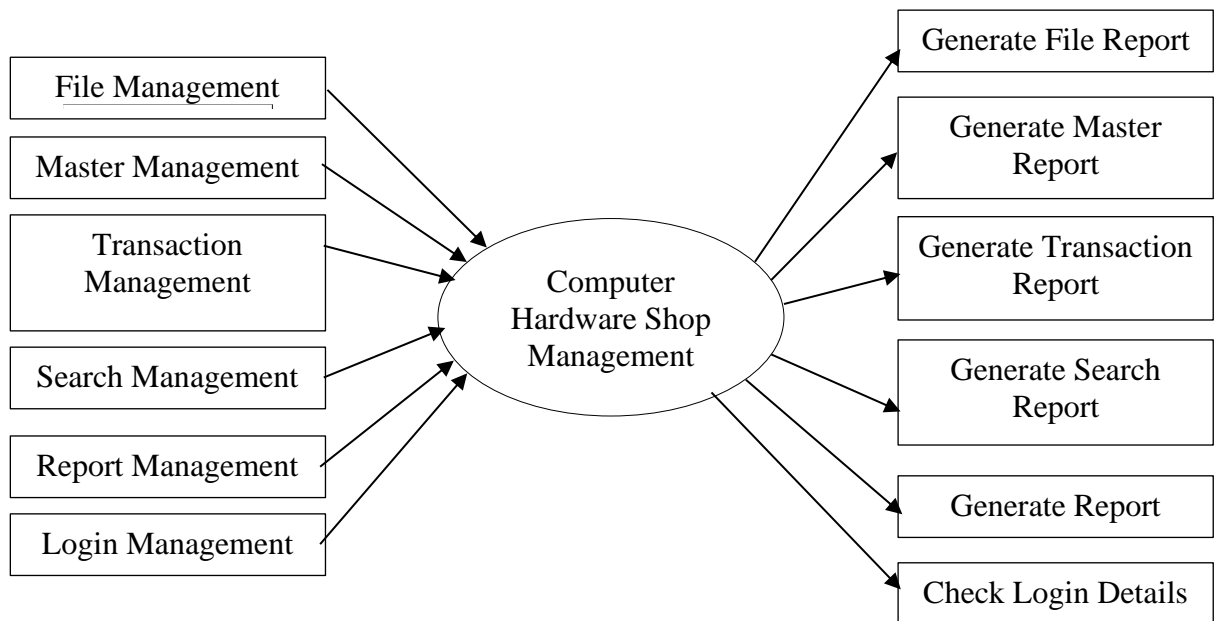 File Management
Master Management
Transaction
Management
Search Management
Report Management
Login Management
Computer
Hardware Shop
Management
Generate File Report
Generate Master
Report
Generate Transaction
Report
Generate Search
Report
Generate Report
Check Login Details